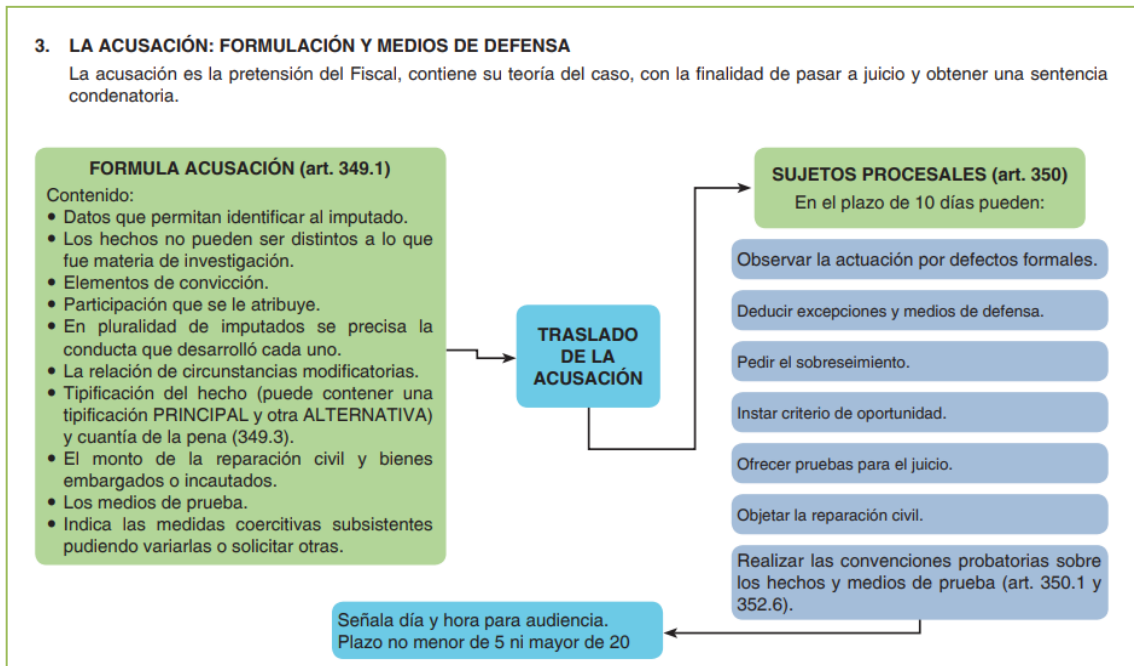 3. LA ACUSACIÓN: FORMULACIÓN Y MEDIOS DE DEFENSA
La acusación es la pretensión del Fiscal, contiene su teoría del caso, con la finalidad de pasar a juicio y obtener una sentencia
condenatoria.
FORMULA ACUSACIÓN (art. 349.1)
Contenido:
• Datos que permitan identificar al imputado.
• Los hechos no pueden ser distintos a lo que
fue materia de investigación.
• Elementos de convicción.
• Participación que se le atribuye.
• En pluralidad de imputados se precisa la
conducta que desarrolló cada uno.
• La relación de circunstancias modificatorias.
• Tipificación del hecho (puede contener una
tipificación PRINCIPAL y otra ALTERNATIVA)
y cuantía de la pena (349.3).
• El monto de la reparación civil y bienes
embargados o incautados.
• Los medios de prueba.
• Indica las medidas coercitivas subsistentes
pudiendo variarlas o solicitar otras.
TRASLADO
DE LA
ACUSACIÓN
SUJETOS PROCESALES (art. 350)
En el plazo de 10 días pueden:
Observar la actuación por defectos formales.
Deducir excepciones y medios de defensa.
Pedir el sobreseimiento.
Instar criterio de oportunidad.
Ofrecer pruebas para el juicio.
Objetar la reparación civil.
Realizar las convenciones probatorias sobre
los hechos y medios de prueba (art. 350.1 y
352.6).
Señala día y hora para audiencia.
Plazo no menor de 5 ni mayor de 20